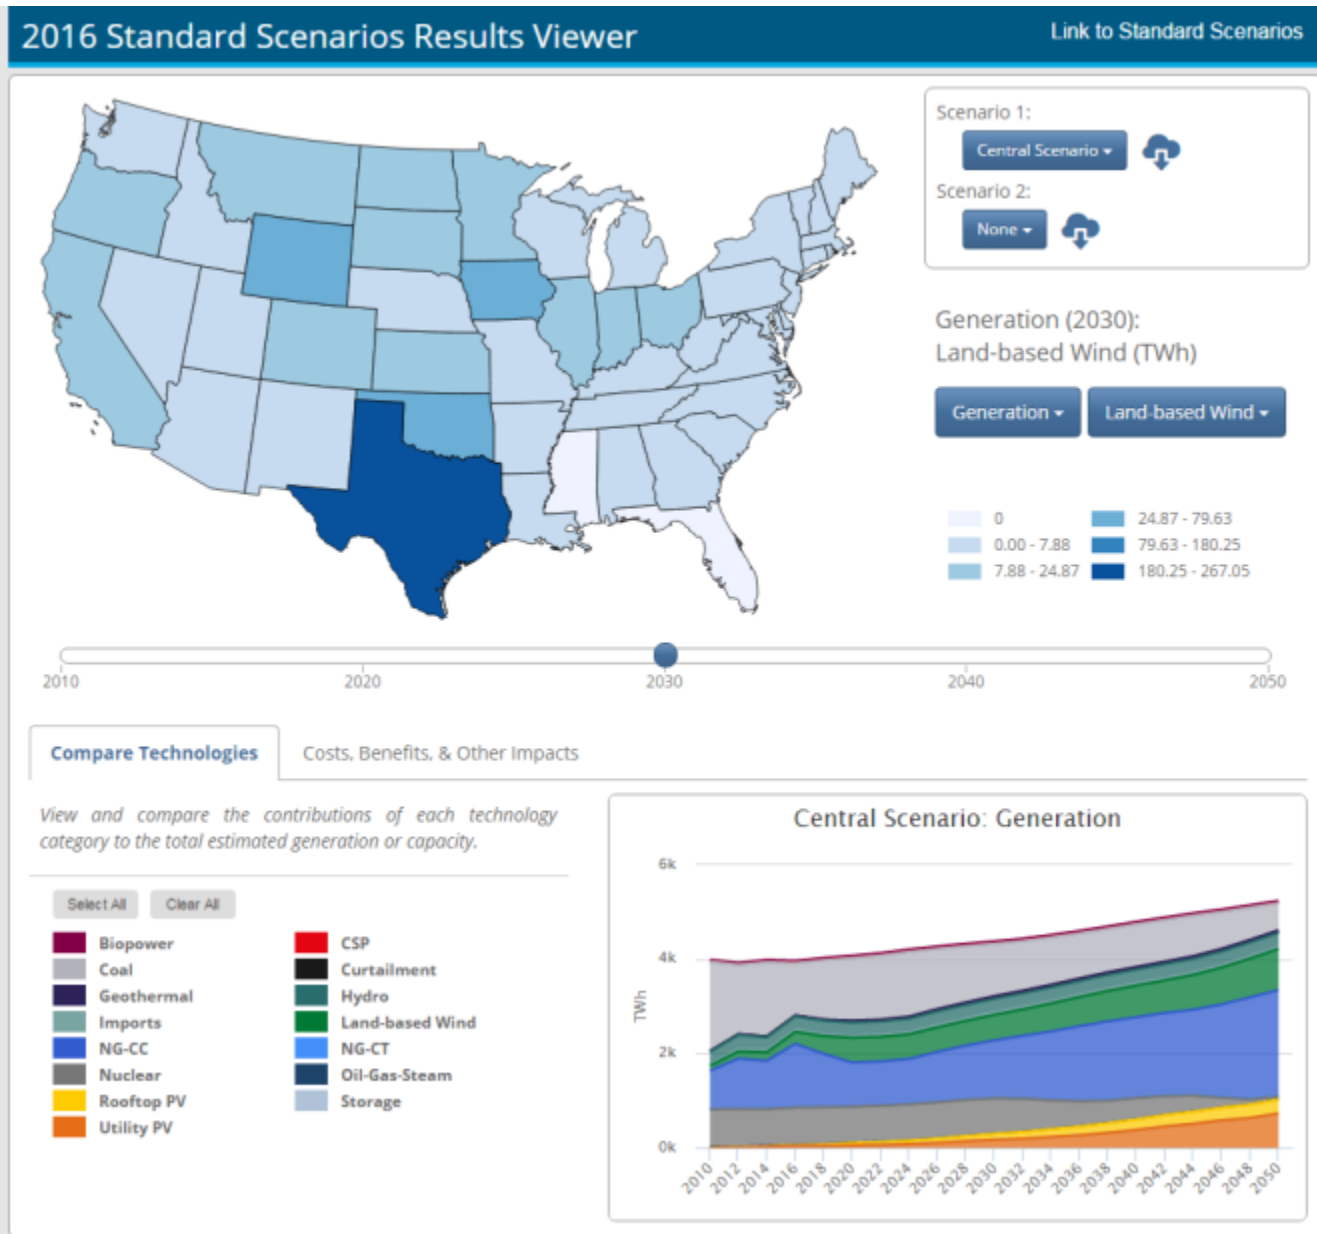 2016 Standard Scenarios Results Viewer
Link to Standard Scenarios
Scenario 1:
Central Scenario
Scenario 2:
None
Generation (2030):
Land-based Wind (TWh)
Generation
Land-based Wind
0
24.87 - 79.63
0.00 - 7.88
79.63 - 180.25
7.88 - 24.87
180.25 - 267.05
2010
2020
2030
2040
2050
Compare Technologies
Costs, Benefits, & Other Impacts
View and compare the contributions of each technology
category to the total estimated generation or capacity.
Select All
Clear All
Biopower
CSP
Coal
Curtailment
Geothermal
Hydro
Imports
Land-based Wind
NG-CC
NG-CT
Nuclear
Oil-Gas-Steam
Rooftop PV
Storage
Utility PV
Central Scenario: Generation
6k
4k
2k
0k
TWh
2010
2012
2014
2016
2018
2020
2022
2024
2026
2028
2030
2032
2034
2036
2038
2040
2042
2044
2046
2048
2050